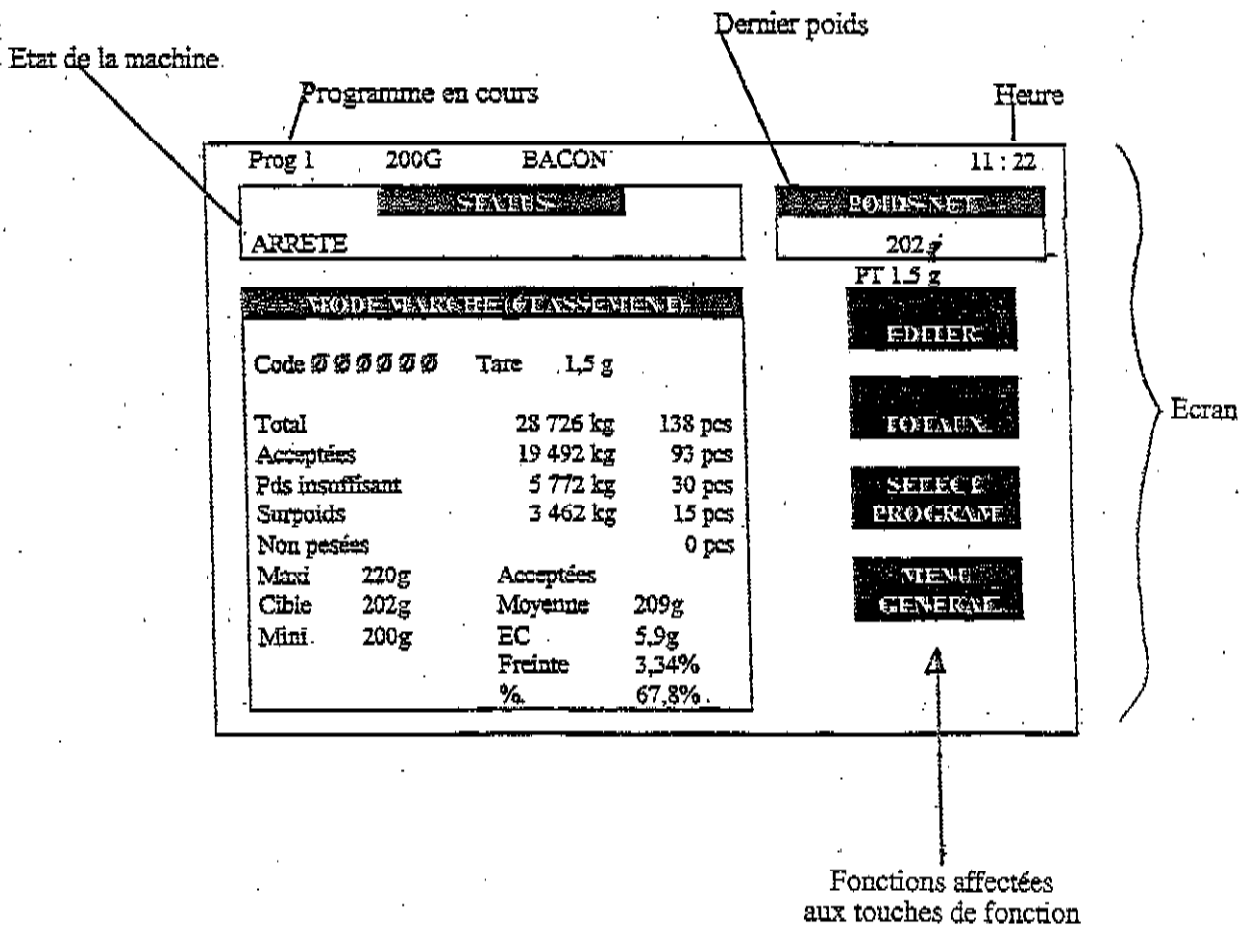 Dernier poids
Etat de la machine
Programme en cours
Heure
Prog 1 200G BACON 11 : 22
STATUS
POIDS NET
ARRETE
202 g
PT 1.5 g
MODE MARCHE (CLASSEMENT)
EDITER
Code Ø Ø Ø Ø Ø Ø Tare 1,5 g
TOTAUX
Total 28 726 kg 138 pcs
Acceptées 19 492 kg 93 pcs
Pds insuffisant 5 772 kg 30 pcs
Surpoids 3 462 kg 15 pcs
Non pesées 0 pcs
SELECT
PROGRAM
Maxi 220g Acceptées
Cible 202g Moyenne 209g
Mini 200g EC 5,9g
Freinte 3,34%
% 67,8%
MENU
GENERAL
Ecran
Fonctions affectées
aux touches de fonction